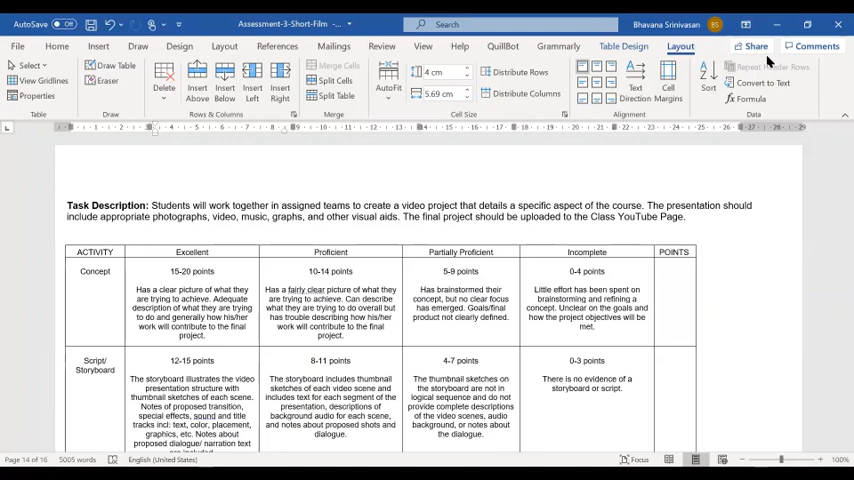 AutoSave Off Assessment-3-Short-Film - Search Bhavana Srinivasan BS
File Home Insert Draw Design Layout References Mailings Review View Help QuillBot Grammarly Table Design Layout Share Comments
Select
View Gridlines
Properties
Table
Draw Table
Eraser
Draw
Delete
Insert Above
Insert Below
Insert Left
Insert Right
Rows & Columns
Merge Cells
Split Cells
Split Table
Merge
AutoFit
4 cm
5.69 cm
Distribute Rows
Distribute Columns
Cell Size
Text Direction
Cell Margins
Alignment
Sort
Repeat Header Rows
Convert to Text
Formula
Data
Task Description: Students will work together in assigned teams to create a video project that details a specific aspect of the course. The presentation should
include appropriate photographs, video, music, graphs, and other visual aids. The final project should be uploaded to the Class YouTube Page.
ACTIVITY Excellent Proficient Partially Proficient Incomplete POINTS
Concept
15-20 points
Has a clear picture of what they
are trying to achieve. Adequate
description of what they are trying
to do and generally how his/her
work will contribute to the final
project.
10-14 points
Has a fairly clear picture of what they
are trying to achieve. Can describe
what they are trying to do overall but
has trouble describing how his/her
work will contribute to the final
project.
5-9 points
Has brainstormed their
concept, but no clear focus
has emerged. Goals/final
product not clearly defined.
0-4 points
Little effort has been spent on
brainstorming and refining a
concept. Unclear on the goals and
how the project objectives will be
met.
Script/
Storyboard
12-15 points
The storyboard illustrates the video
presentation structure with
thumbnail sketches of each scene.
Notes of proposed transition,
special effects, sound and title
tracks incl: text, color, placement,
graphics, etc. Notes about
proposed dialogue/ narration text
are included.
8-11 points
The storyboard includes thumbnail
sketches of each video scene and
includes text for each segment of the
presentation, descriptions of
background audio for each scene,
and notes about proposed shots and
dialogue.
4-7 points
The thumbnail sketches on
the storyboard are not in
logical sequence and do not
provide complete descriptions
of the video scenes, audio
background, or notes about
the dialogue.
0-3 points
There is no evidence of a
storyboard or script.
Page 14 of 16 5005 words English (United States) Focus 100%